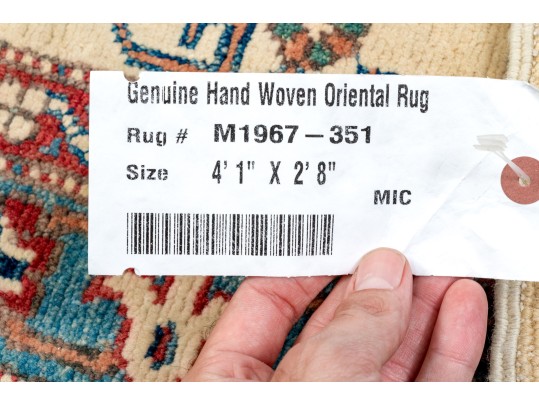 Genuine Hand Woven Oriental Rug
Rug # M1967-351
Size 4' 1" X 2' 8"
MIC